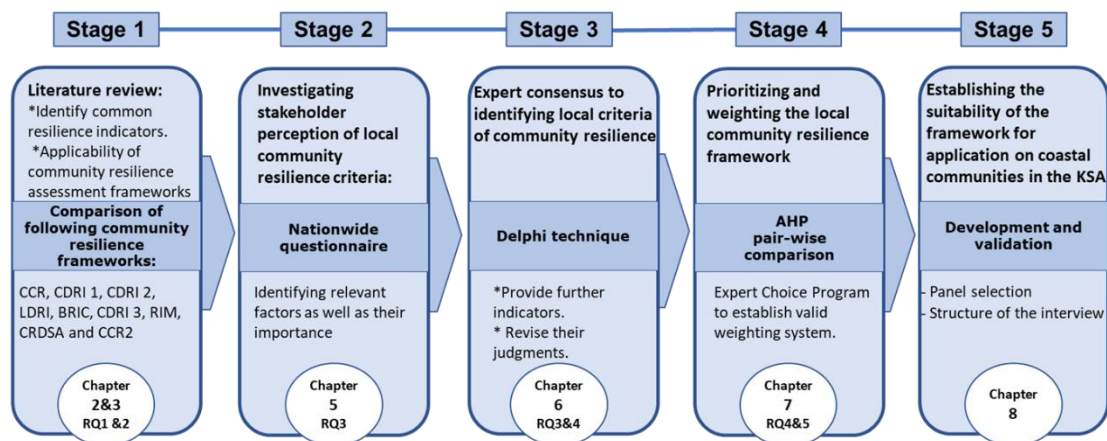 Stage 1
Stage 2
Stage 3
Stage 4
Stage 5
Literature review:
*Identify common
resilience indicators.
*Applicability of
community resilience
assessment frameworks
Comparison of
following community
resilience
frameworks:
CCR, CDRI 1, CDRI 2,
LDRI, BRIC, CDRI 3, RIM,
CRDSA and CCR2
Chapter
2&3
RQ1 &2
Investigating
stakeholder
perception of local
community
resilience criteria:
Nationwide
questionnaire
Identifying relevant
factors as well as their
importance
Chapter
5
RQ3
Expert consensus to
identifying local criteria
of community resilience
Delphi technique
*Provide further
indicators.
* Revise their
judgments.
Chapter
6
RQ3&4
Prioritizing and
weighting the local
community resilience
framework
AHP
pair-wise
comparison
Expert Choice Program
to establish valid
weighting system.
Chapter
7
RQ4&5
Establishing the
suitability of the
framework for
application on coastal
communities in the KSA
Development and
validation
- Panel selection
- Structure of the interview
Chapter
8